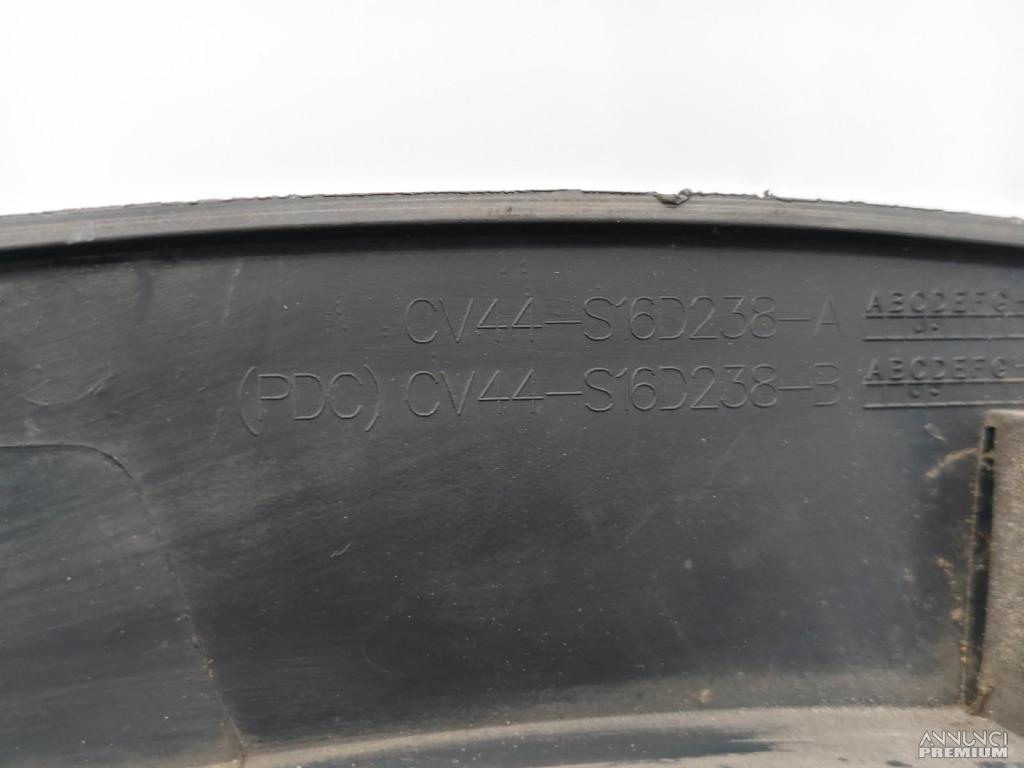 CV44-S16D238-A ABCDEFG-
(PDC) CV44-S16D238-B ABCDEFG-
ANNUNCI
PREMIUM